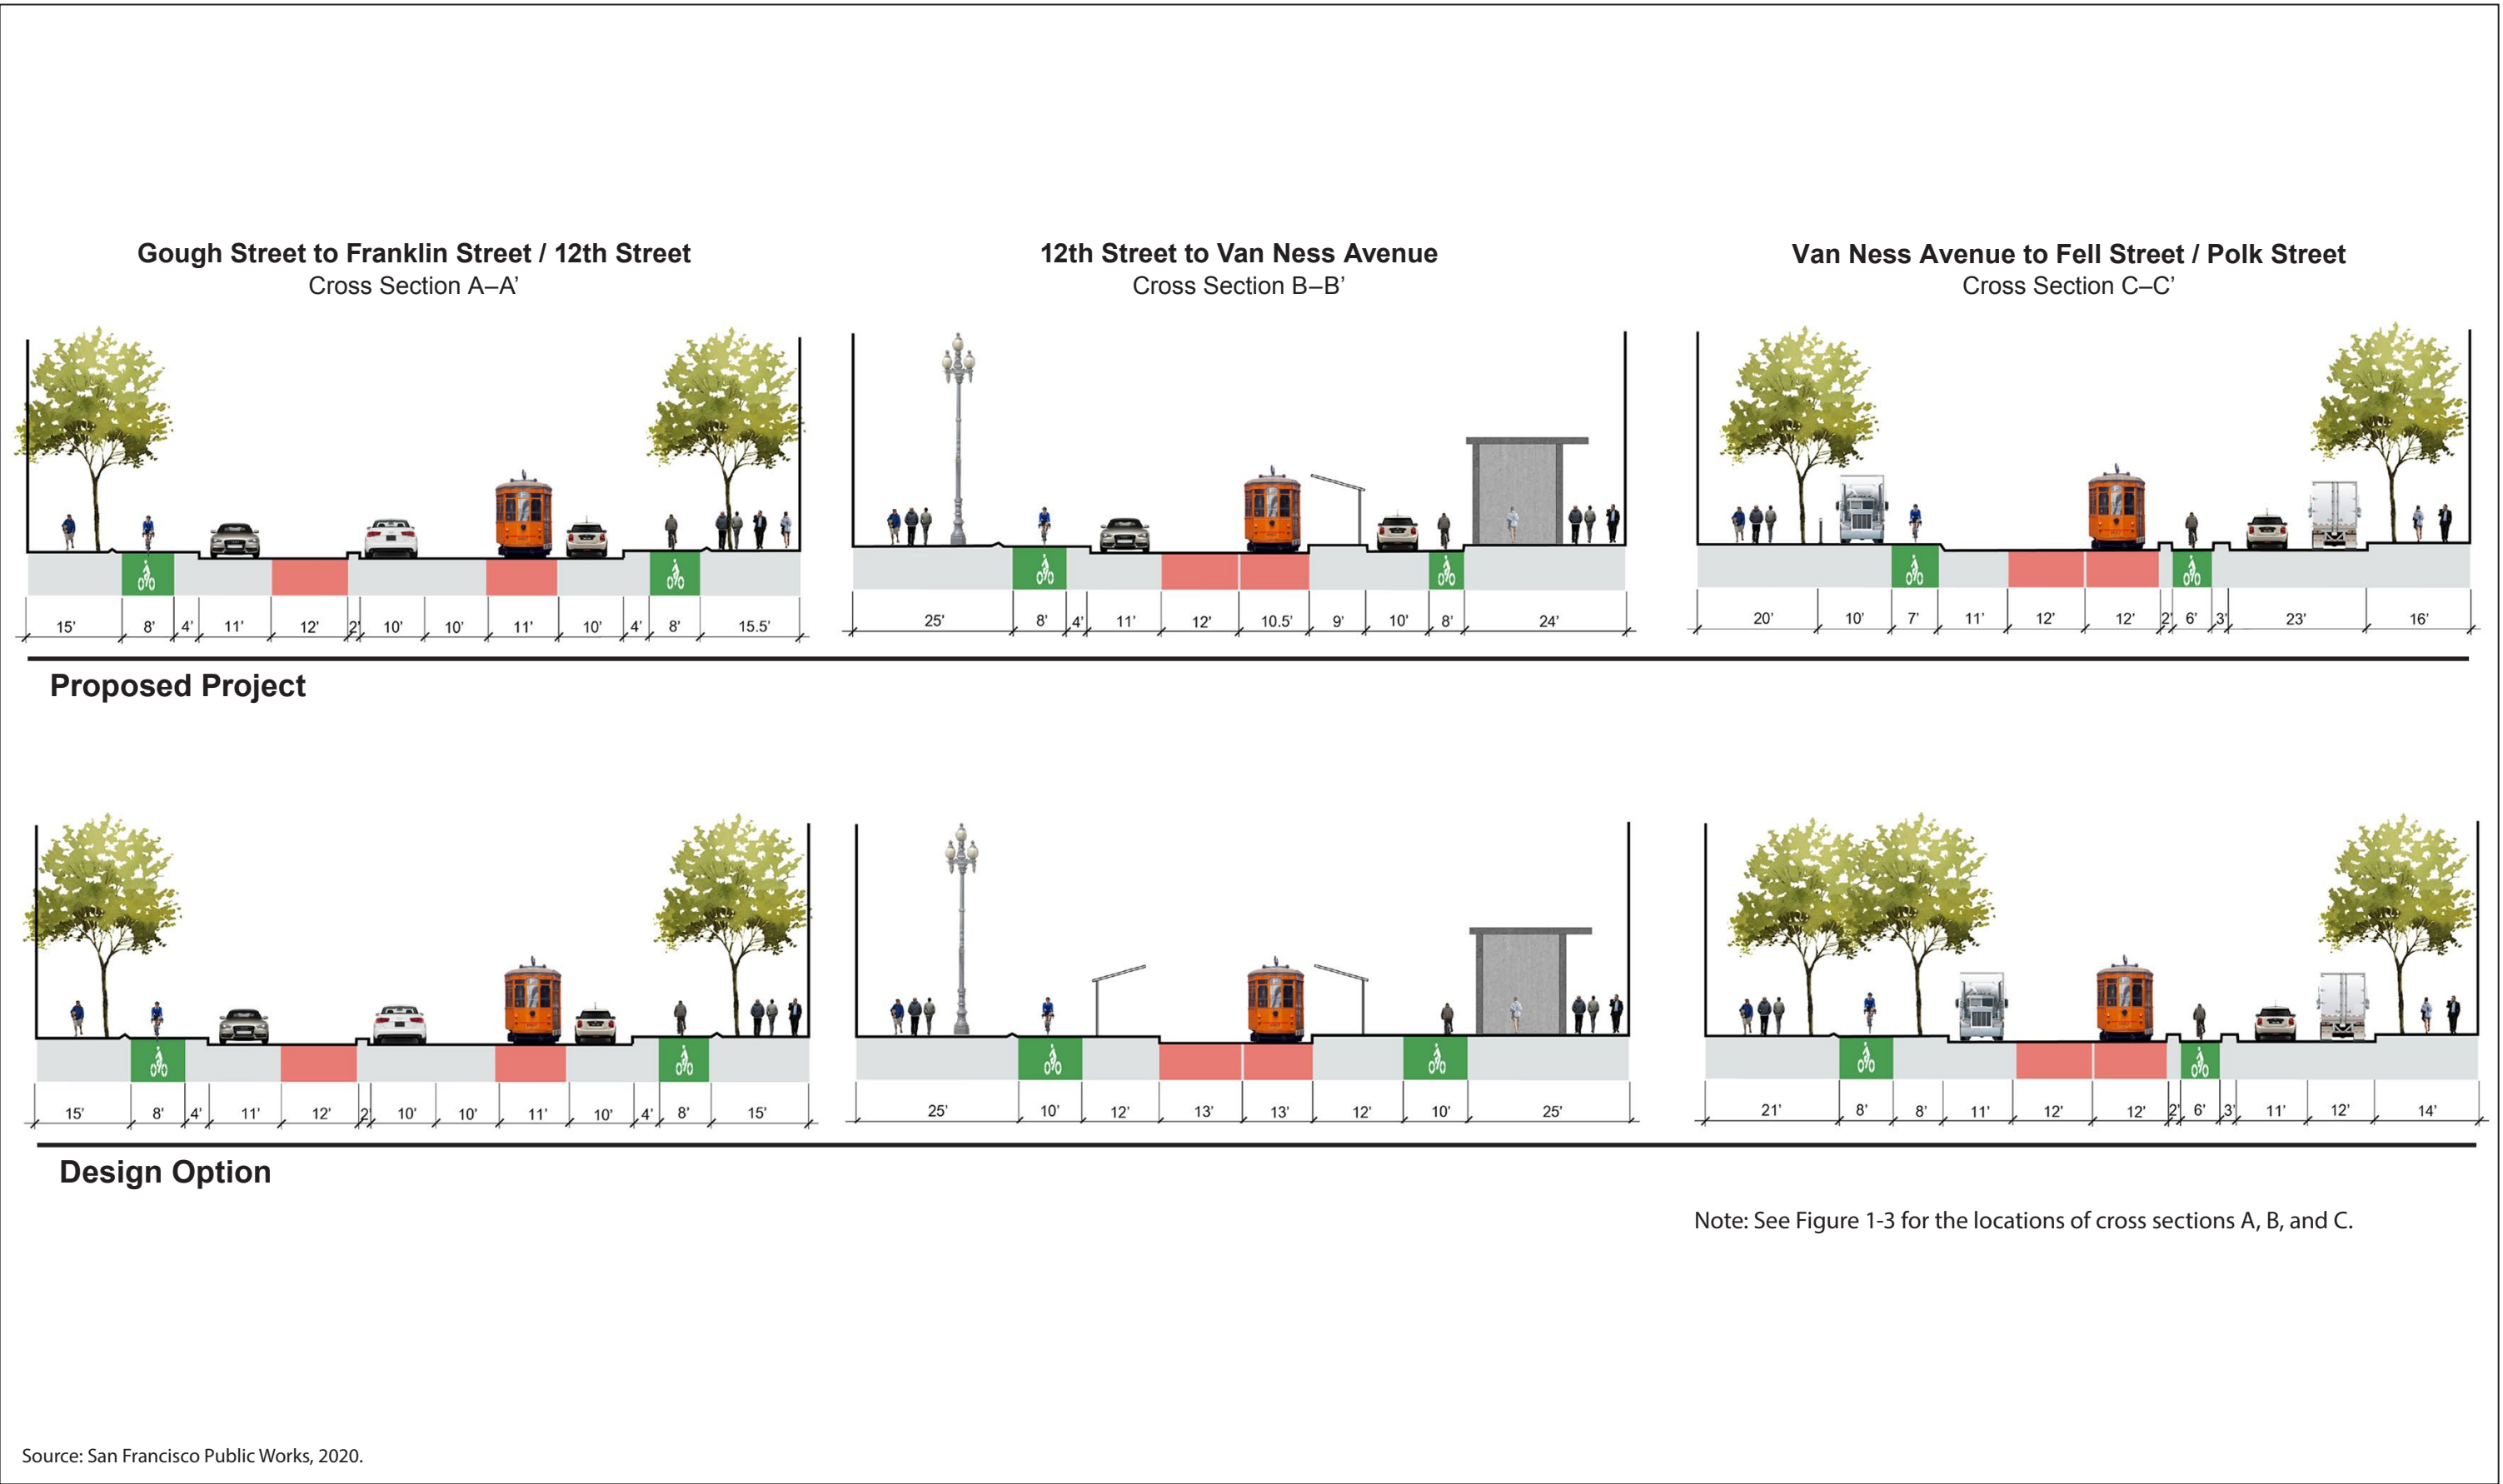 Gough Street to Franklin Street / 12th Street
Cross Section A–A’
12th Street to Van Ness Avenue
Cross Section B–B’
Van Ness Avenue to Fell Street / Polk Street
Cross Section C–C’
15’ 8’ 4’ 11’ 12’ 2’ 10’ 10’ 11’ 10’ 4’ 8’ 15.5’
25’ 8’ 4’ 11’ 12’ 10.5’ 9’ 10’ 8’ 24’
20’ 10’ 7’ 11’ 12’ 12’ 2’ 6’ 3’ 23’ 16’
Proposed Project
15’ 8’ 4’ 11’ 12’ 2’ 10’ 10’ 11’ 10’ 4’ 8’ 15’
25’ 10’ 12’ 13’ 13’ 12’ 10’ 25’
21’ 8’ 8’ 11’ 12’ 12’ 2’ 6’ 3’ 11’ 12’ 14’
Design Option
Note: See Figure 1-3 for the locations of cross sections A, B, and C.
Source: San Francisco Public Works, 2020.